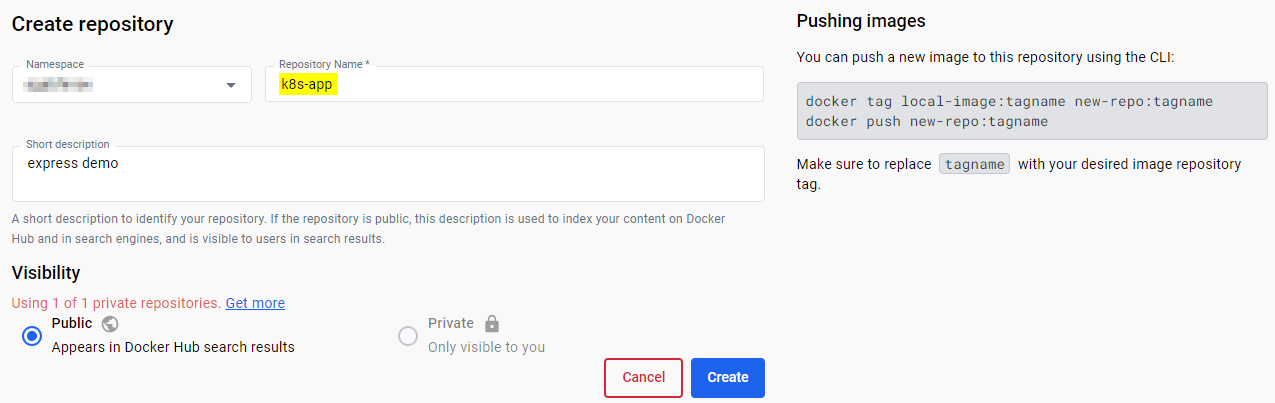 Create repository
Namespace
Repository Name *
k8s-app
Short description
express demo
A short description to identify your repository. If the repository is public, this description is used to index your content on Docker
Hub and in search engines, and is visible to users in search results.
Visibility
Using 1 of 1 private repositories. Get more
Public
Appears in Docker Hub search results
Private
Only visible to you
Cancel
Create
Pushing images
You can push a new image to this repository using the CLI:
docker tag local-image:tagname new-repo:tagname
docker push new-repo:tagname
Make sure to replace tagname with your desired image repository
tag.